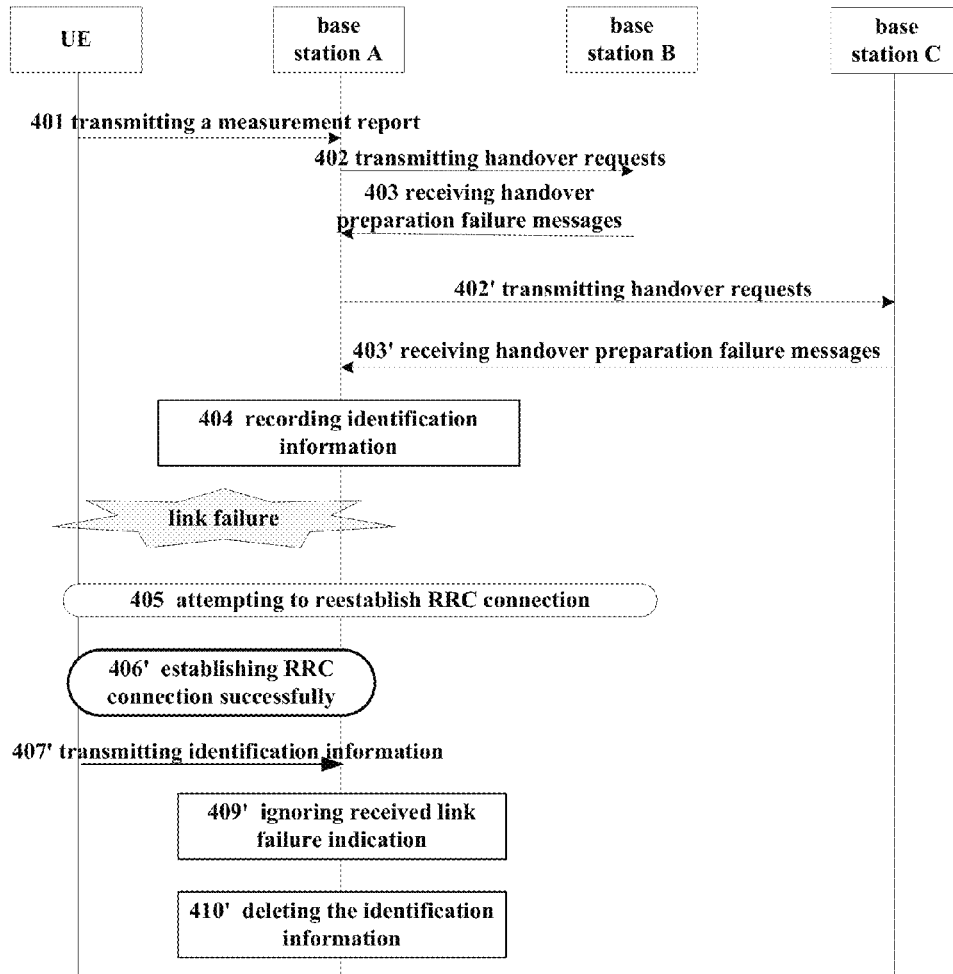 UE
base
station A
base
station B
base
station C
401 transmitting a measurement report
402 transmitting handover requests
403 receiving handover
preparation failure messages
402' transmitting handover requests
403' receiving handover preparation failure messages
404 recording identification
information
link failure
405 attempting to reestablish RRC connection
406' establishing RRC
connection successfully
407' transmitting identification information
409' ignoring received link
failure indication
410' deleting the identification
information